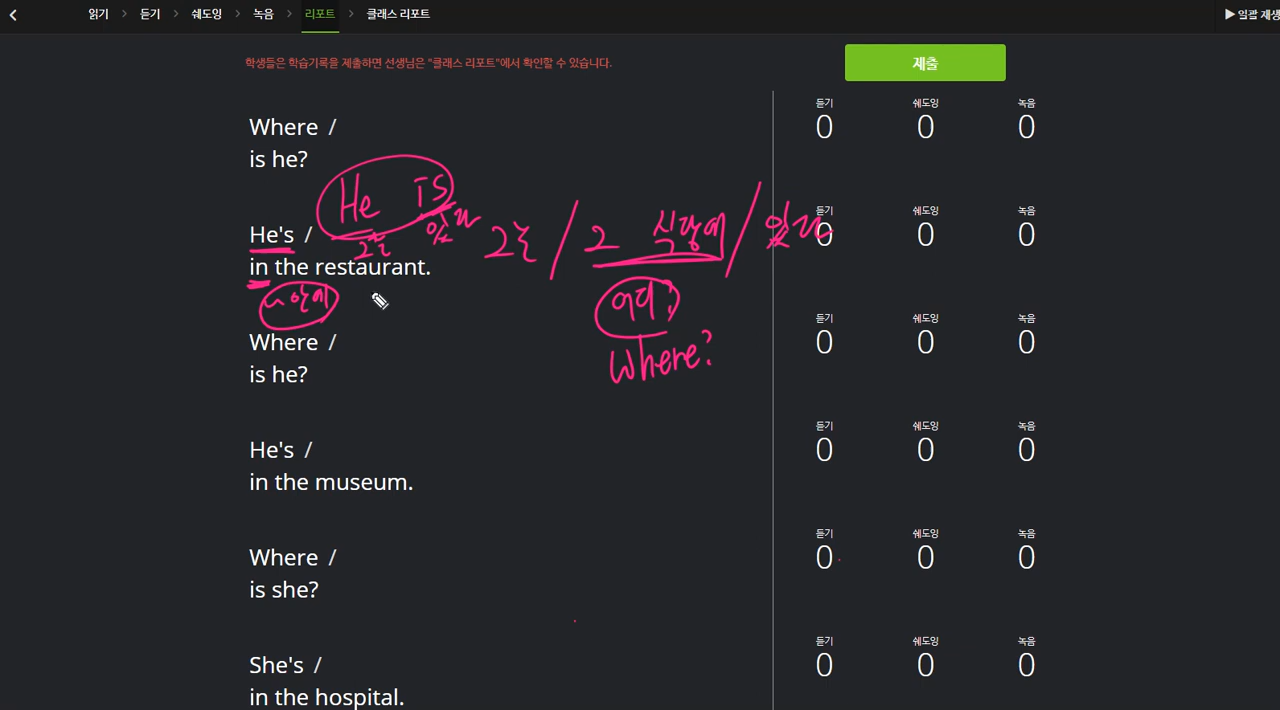 읽기 > 듣기 > 쉐도잉 > 녹음 > 리포트 > 클래스 리포트 ▶일괄 재생
학생들은 학습기록을 제출하면 선생님은 "클래스 리포트"에서 확인할 수 있습니다.
제출
Where /
is he?
듣기 쉐도잉 녹음
0 0 0
He is
He's /
in the restaurant.
그는
있다
그는 / 그 식당에 / 있다
~안에
어디?
Where?
듣기 쉐도잉 녹음
0 0 0
Where /
is he?
듣기 쉐도잉 녹음
0 0 0
He's /
in the museum.
듣기 쉐도잉 녹음
0 0 0
Where /
is she?
듣기 쉐도잉 녹음
0 0 0
She's /
in the hospital.
듣기 쉐도잉 녹음
0 0 0